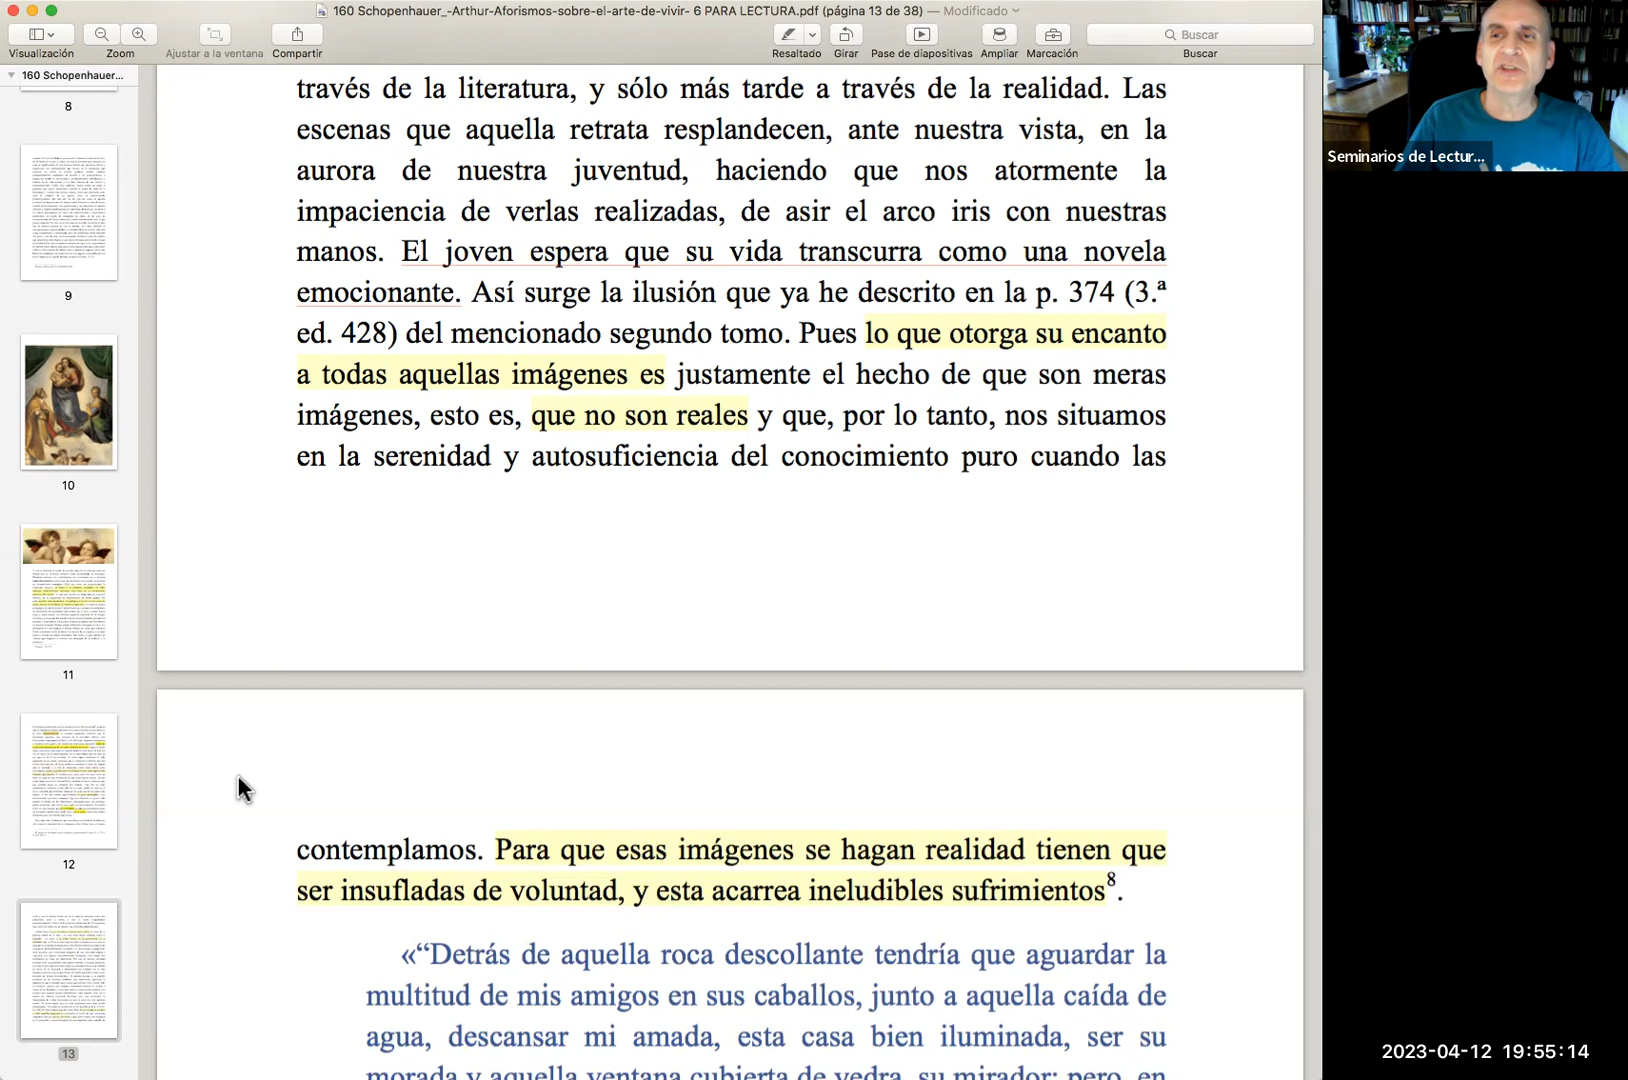 160 Schopenhauer_-Arthur-Aforismos-sobre-el-arte-de-vivir- 6 PARA LECTURA.pdf (página 13 de 38) — Modificado
Visualización
Zoom
Ajustar a la ventana
Compartir
Resaltado
Girar
Pase de diapositivas
Ampliar
Marcación
Buscar
Buscar
160 Schopenhauer...
8
9
10
11
12
13
través de la literatura, y sólo más tarde a través de la realidad. Las
escenas que aquella retrata resplandecen, ante nuestra vista, en la
aurora de nuestra juventud, haciendo que nos atormente la
impaciencia de verlas realizadas, de asir el arco iris con nuestras
manos. El joven espera que su vida transcurra como una novela
emocionante. Así surge la ilusión que ya he descrito en la p. 374 (3.ª
ed. 428) del mencionado segundo tomo. Pues lo que otorga su encanto
a todas aquellas imágenes es justamente el hecho de que son meras
imágenes, esto es, que no son reales y que, por lo tanto, nos situamos
en la serenidad y autosuficiencia del conocimiento puro cuando las
contemplamos. Para que esas imágenes se hagan realidad tienen que
ser insufladas de voluntad, y esta acarrea ineludibles sufrimientos⁸.
«“Detrás de aquella roca descollante tendría que aguardar la
multitud de mis amigos en sus caballos, junto a aquella caída de
agua, descansar mi amada, esta casa bien iluminada, ser su
morada y aquella ventana cubierta de yedra, su mirador; pero, en
Seminarios de Lectur...
2023-04-12 19:55:14